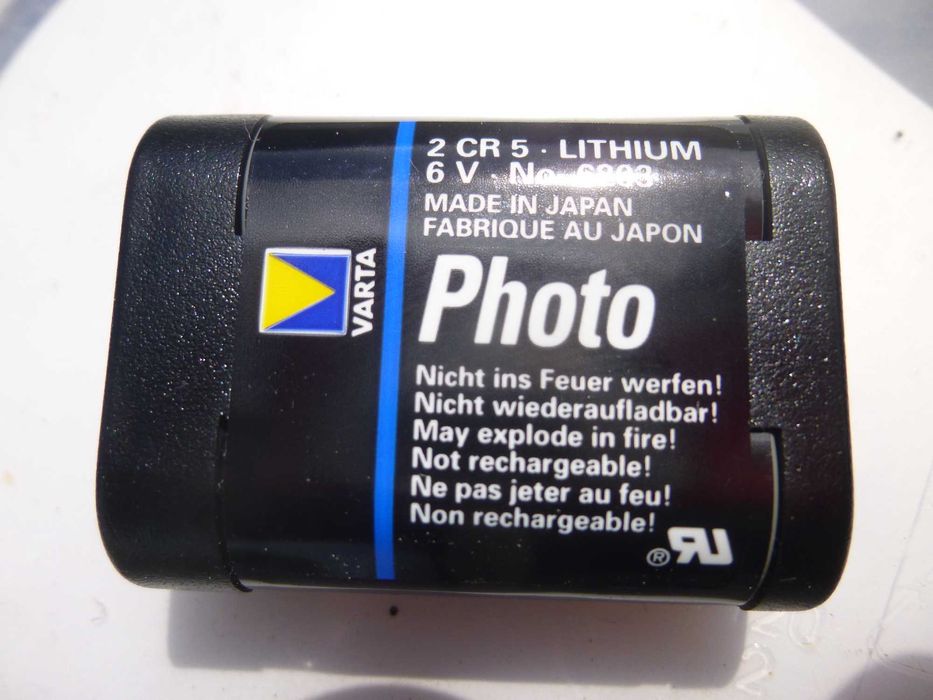 2 CR 5 · LITHIUM
6 V · No. 6203
MADE IN JAPAN
FABRIQUE AU JAPON
VARTA
Photo
Nicht ins Feuer werfen!
Nicht wiederaufladbar!
May explode in fire!
Not rechargeable!
Ne pas jeter au feu!
Non rechargeable!
®